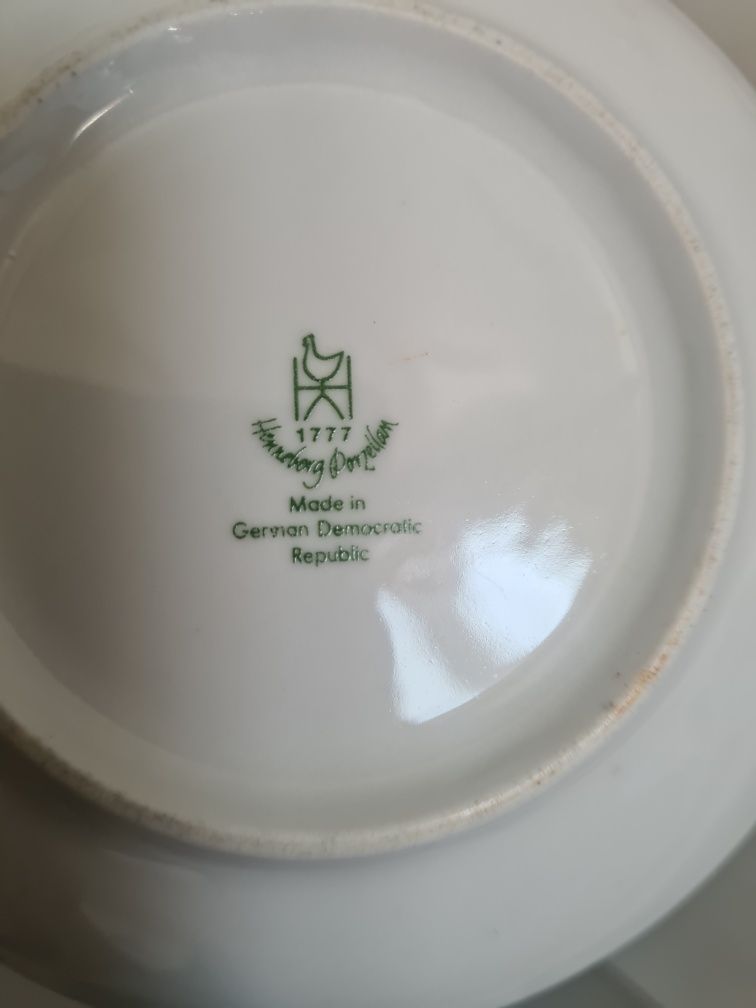 1777
Henneberg Porzellan
Made in
German Democratic
Republic